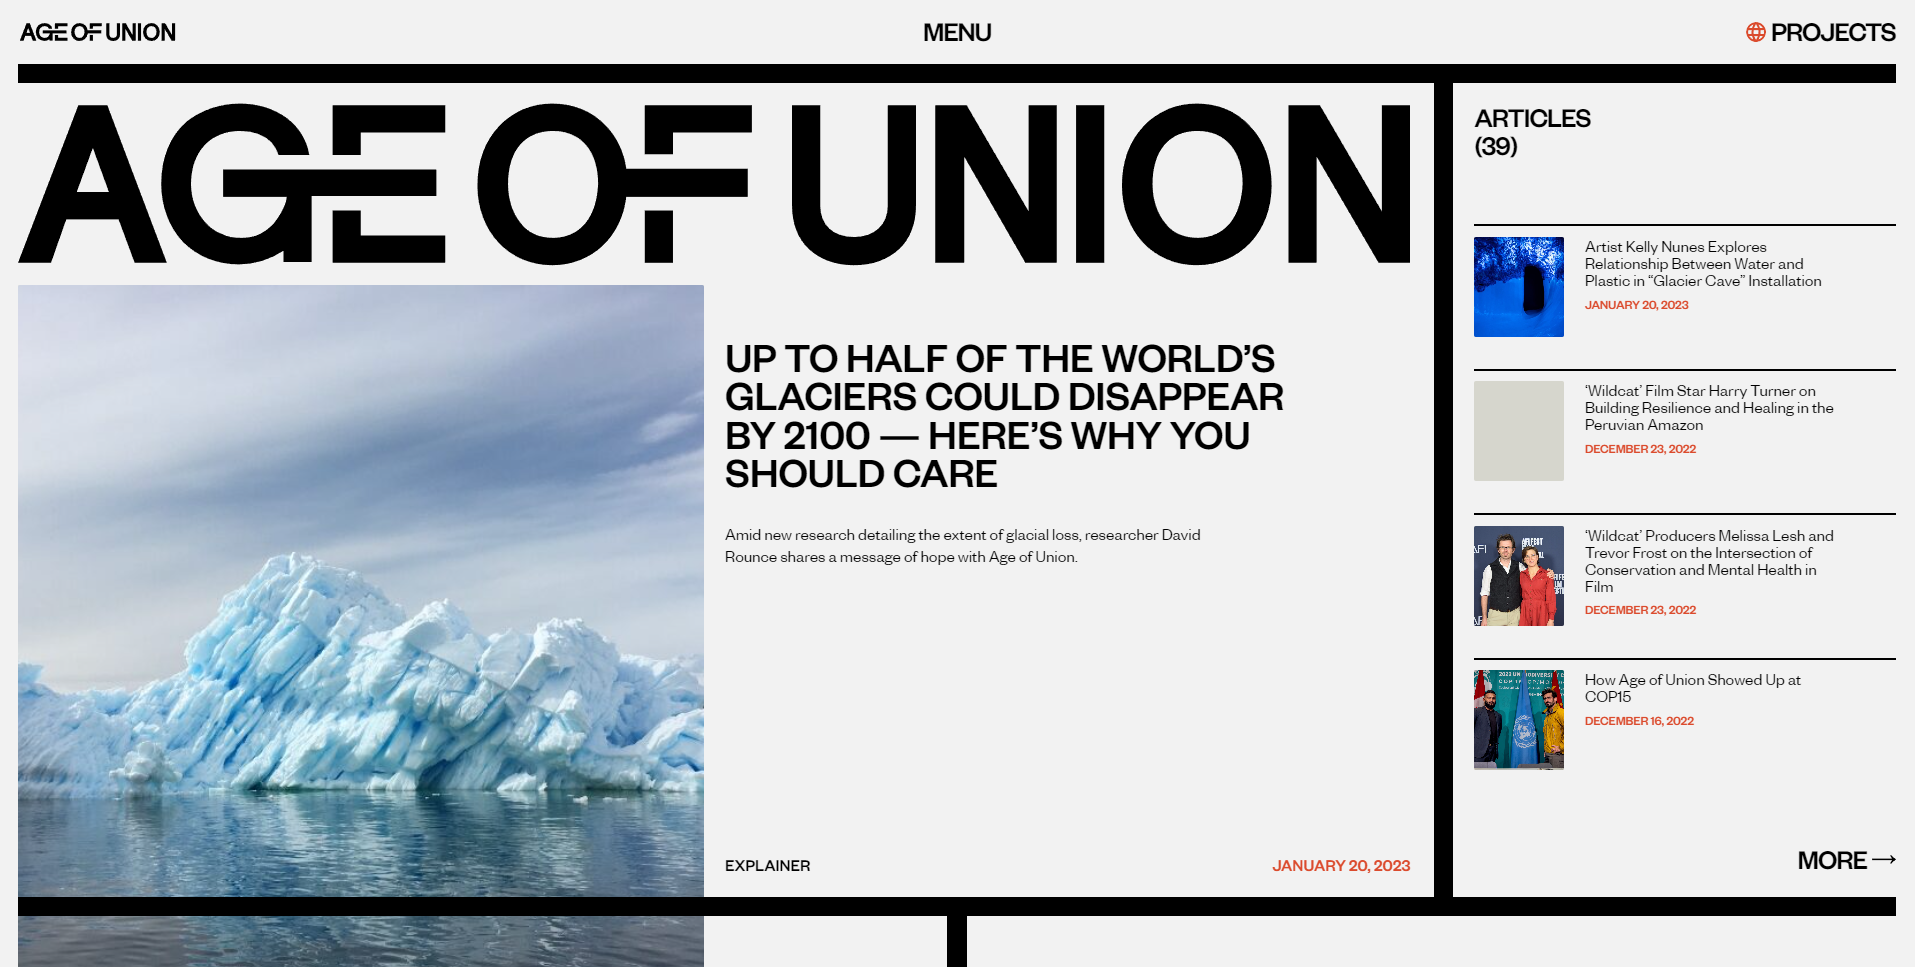 AGE OF UNION
MENU
PROJECTS
AGE OF UNION
UP TO HALF OF THE WORLD’S
GLACIERS COULD DISAPPEAR
BY 2100 — HERE’S WHY YOU
SHOULD CARE
Amid new research detailing the extent of glacial loss, researcher David
Rounce shares a message of hope with Age of Union.
EXPLAINER
JANUARY 20, 2023
ARTICLES
(39)
Artist Kelly Nunes Explores
Relationship Between Water and
Plastic in “Glacier Cave” Installation
JANUARY 20, 2023
‘Wildcat’ Film Star Harry Turner on
Building Resilience and Healing in the
Peruvian Amazon
DECEMBER 23, 2022
‘Wildcat’ Producers Melissa Lesh and
Trevor Frost on the Intersection of
Conservation and Mental Health in
Film
DECEMBER 23, 2022
How Age of Union Showed Up at
COP15
DECEMBER 16, 2022
MORE →